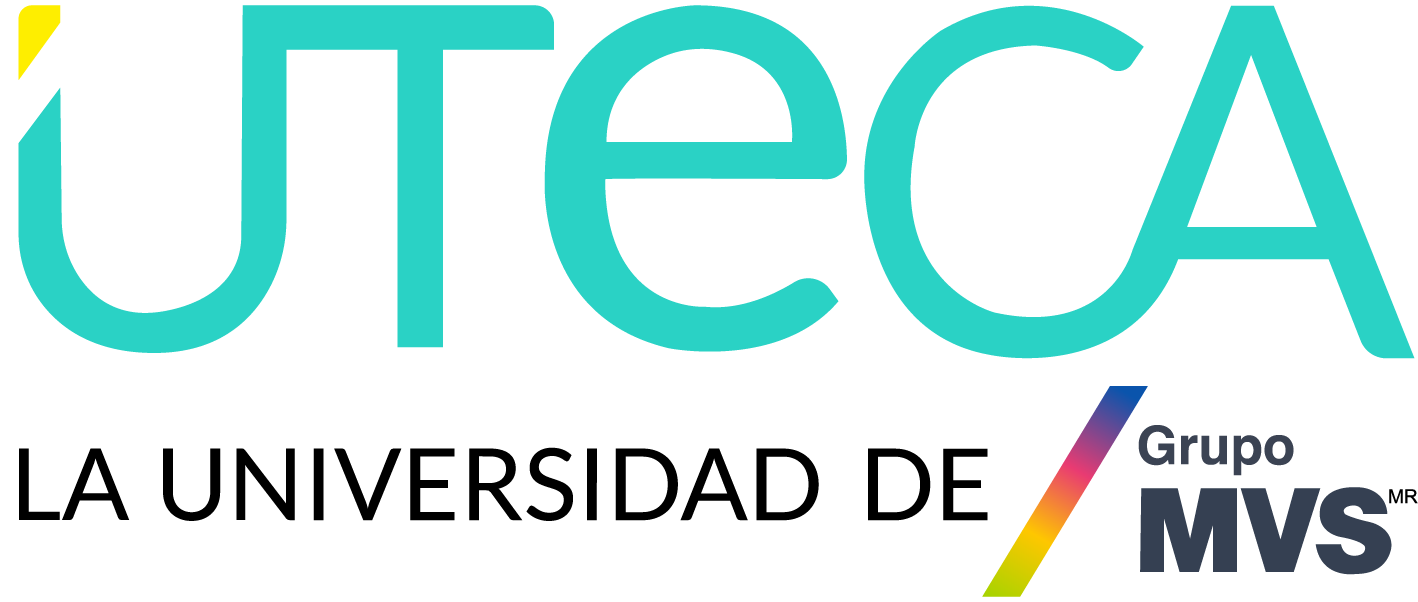 UTECA
LA UNIVERSIDAD DE
Grupo
MVS MR